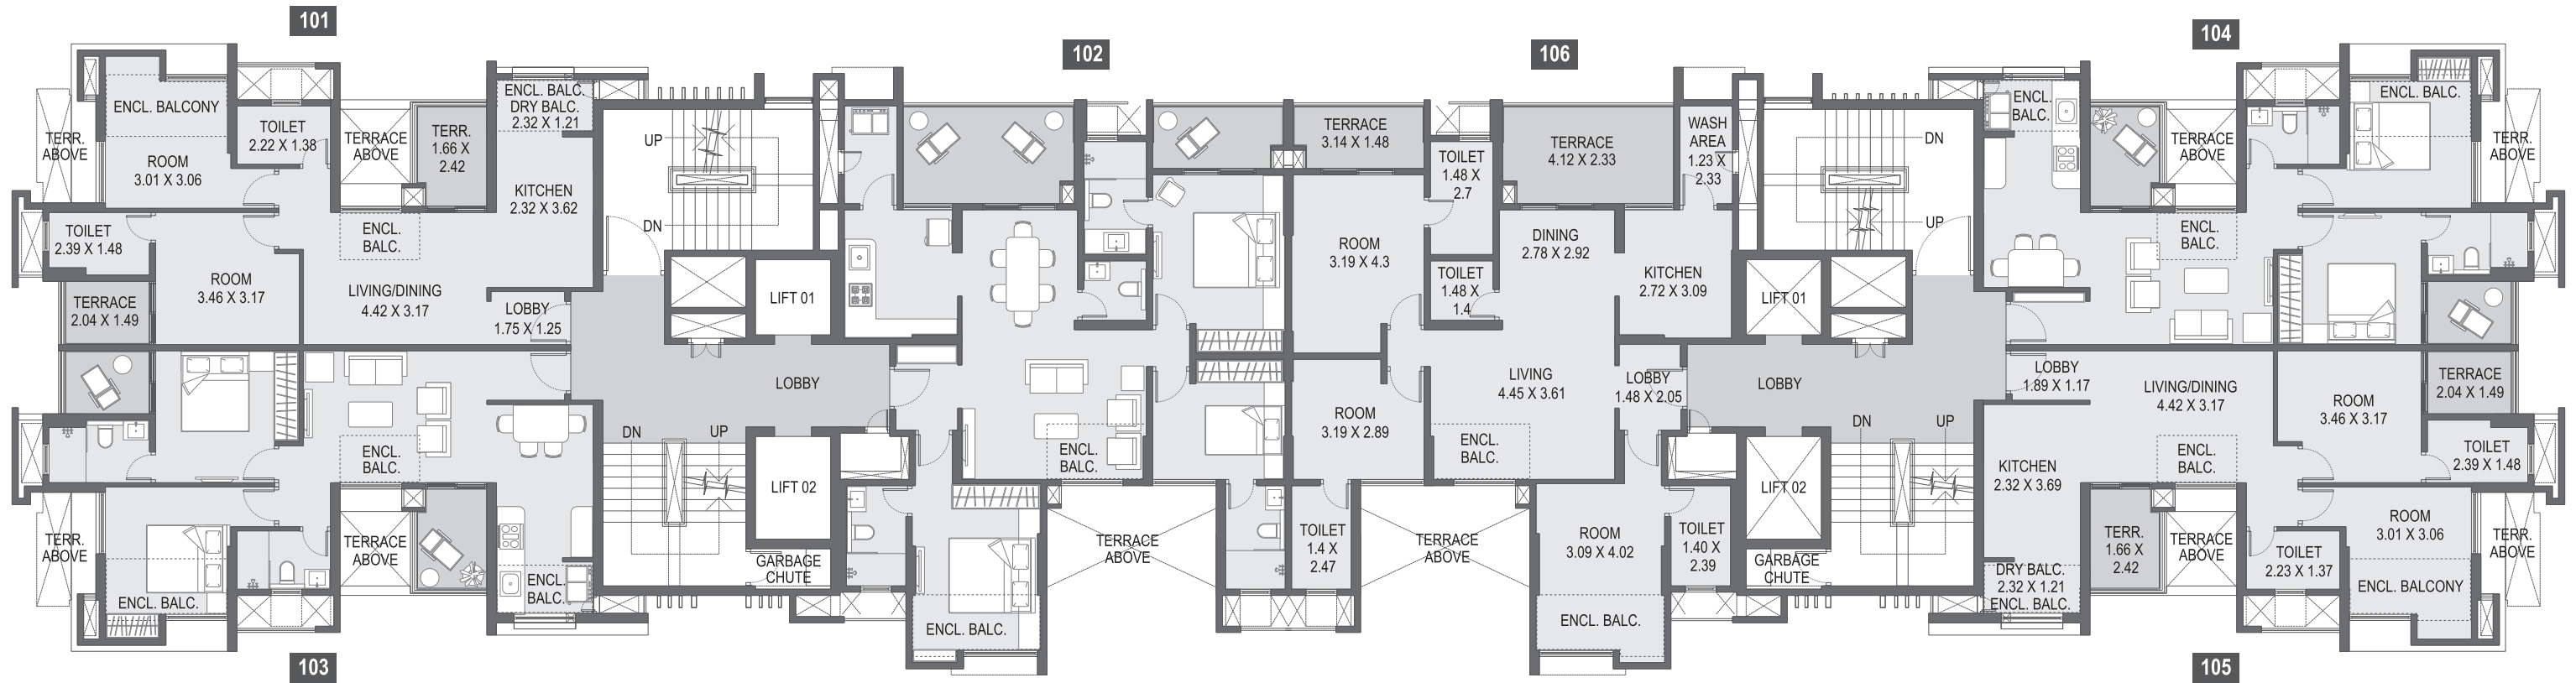 101
102
106
104
ENCL. BALCONY
ROOM
3.01 X 3.06
TERR.
ABOVE
TOILET
2.22 X 1.38
TERRACE
ABOVE
TERR.
1.66 X
2.42
ENCL. BALC.
DRY BALC.
2.32 X 1.21
KITCHEN
2.32 X 3.62
TOILET
2.39 X 1.48
ROOM
3.46 X 3.17
TERRACE
2.04 X 1.49
ENCL.
BALC.
LIVING/DINING
4.42 X 3.17
LOBBY
1.75 X 1.25
UP
DN
LIFT 01
LOBBY
DN
UP
LIFT 02
GARBAGE
CHUTE
ENCL.
BALC.
TERR.
ABOVE
ENCL. BALC.
TERRACE
ABOVE
ENCL.
BALC.
ENCL.
BALC.
ENCL. BALC.
TERRACE
ABOVE
TERRACE
3.14 X 1.48
TOILET
1.48 X
2.7
TERRACE
4.12 X 2.33
WASH
AREA
1.23 X
2.33
ROOM
3.19 X 4.3
TOILET
1.48 X
1.4
DINING
2.78 X 2.92
KITCHEN
2.72 X 3.09
ROOM
3.19 X 2.89
LIVING
4.45 X 3.61
LOBBY
1.48 X 2.05
ENCL.
BALC.
TOILET
1.4 X
2.47
TERRACE
ABOVE
ROOM
3.09 X 4.02
TOILET
1.40 X
2.39
ENCL. BALC.
DN
UP
LIFT 01
LOBBY
DN
UP
LIFT 02
GARBAGE
CHUTE
ENCL.
BALC.
TERRACE
ABOVE
ENCL. BALC.
TERR.
ABOVE
ENCL.
BALC.
LOBBY
1.89 X 1.17
LIVING/DINING
4.42 X 3.17
ROOM
3.46 X 3.17
TERRACE
2.04 X 1.49
TOILET
2.39 X 1.48
KITCHEN
2.32 X 3.69
ENCL.
BALC.
DRY BALC.
2.32 X 1.21
ENCL. BALC.
TERR.
1.66 X
2.42
TERRACE
ABOVE
TOILET
2.23 X 1.37
ROOM
3.01 X 3.06
ENCL. BALCONY
TERR.
ABOVE
103
105